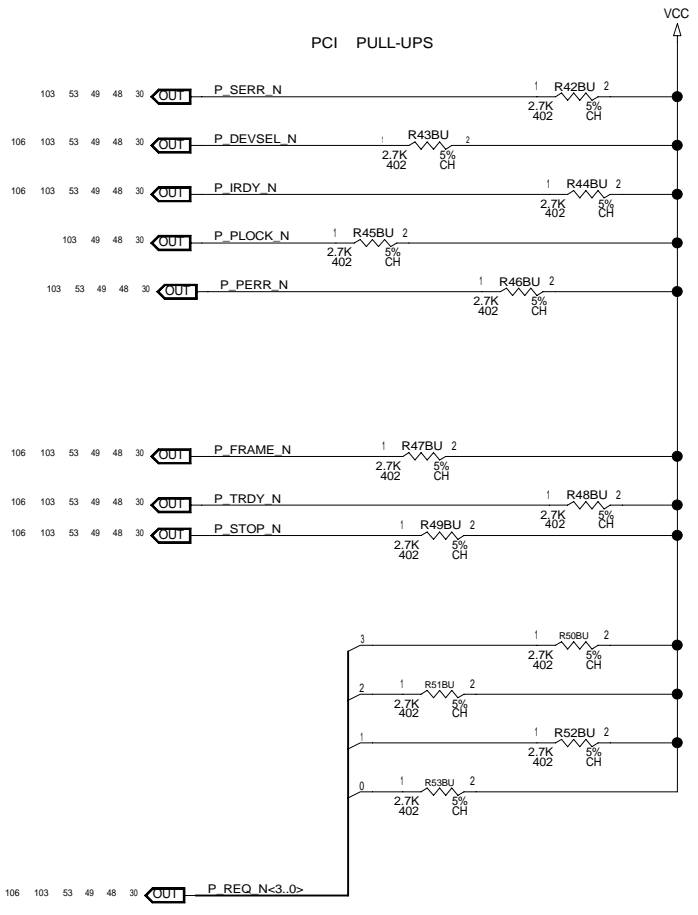 VCC
PCI PULL-UPS
103 53 49 48 30 OUT P_SERR_N 1 R42BU 2
2.7K 5%
402 CH
106 103 53 49 48 30 OUT P_DEVSEL_N 1 R43BU 2
2.7K 5%
402 CH
106 103 53 49 48 30 OUT P_IRDY_N 1 R44BU 2
2.7K 5%
402 CH
103 49 48 30 OUT P_PLOCK_N 1 R45BU 2
2.7K 5%
402 CH
103 53 49 48 30 OUT P_PERR_N 1 R46BU 2
2.7K 5%
402 CH
106 103 53 49 48 30 OUT P_FRAME_N 1 R47BU 2
2.7K 5%
402 CH
106 103 53 49 48 30 OUT P_TRDY_N 1 R48BU 2
2.7K 5%
402 CH
106 103 53 49 48 30 OUT P_STOP_N 1 R49BU 2
2.7K 5%
402 CH
3 1 R50BU 2
2.7K 5%
402 CH
2 1 R51BU 2
2.7K 5%
402 CH
1 1 R52BU 2
2.7K 5%
402 CH
0 1 R53BU 2
2.7K 5%
402 CH
106 103 53 49 48 30 OUT P_REQ_N<3..0>